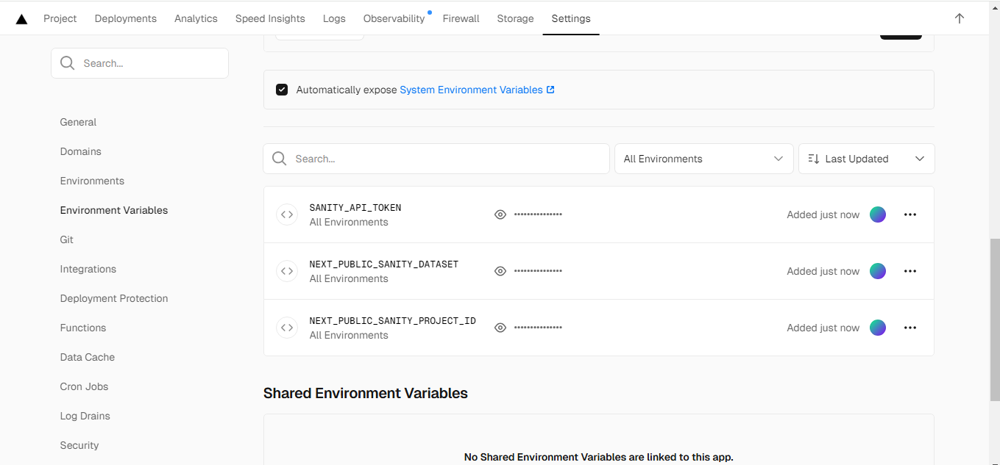 Project Deployments Analytics Speed Insights Logs Observability Firewall Storage Settings
Search...
General
Domains
Environments
Environment Variables
Git
Integrations
Deployment Protection
Functions
Data Cache
Cron Jobs
Log Drains
Security
Automatically expose System Environment Variables
Search...
All Environments
Last Updated
SANITY_API_TOKEN
All Environments
•••••••••••••••
Added just now
NEXT_PUBLIC_SANITY_DATASET
All Environments
•••••••••••••••
Added just now
NEXT_PUBLIC_SANITY_PROJECT_ID
All Environments
•••••••••••••••
Added just now
Shared Environment Variables
No Shared Environment Variables are linked to this app.